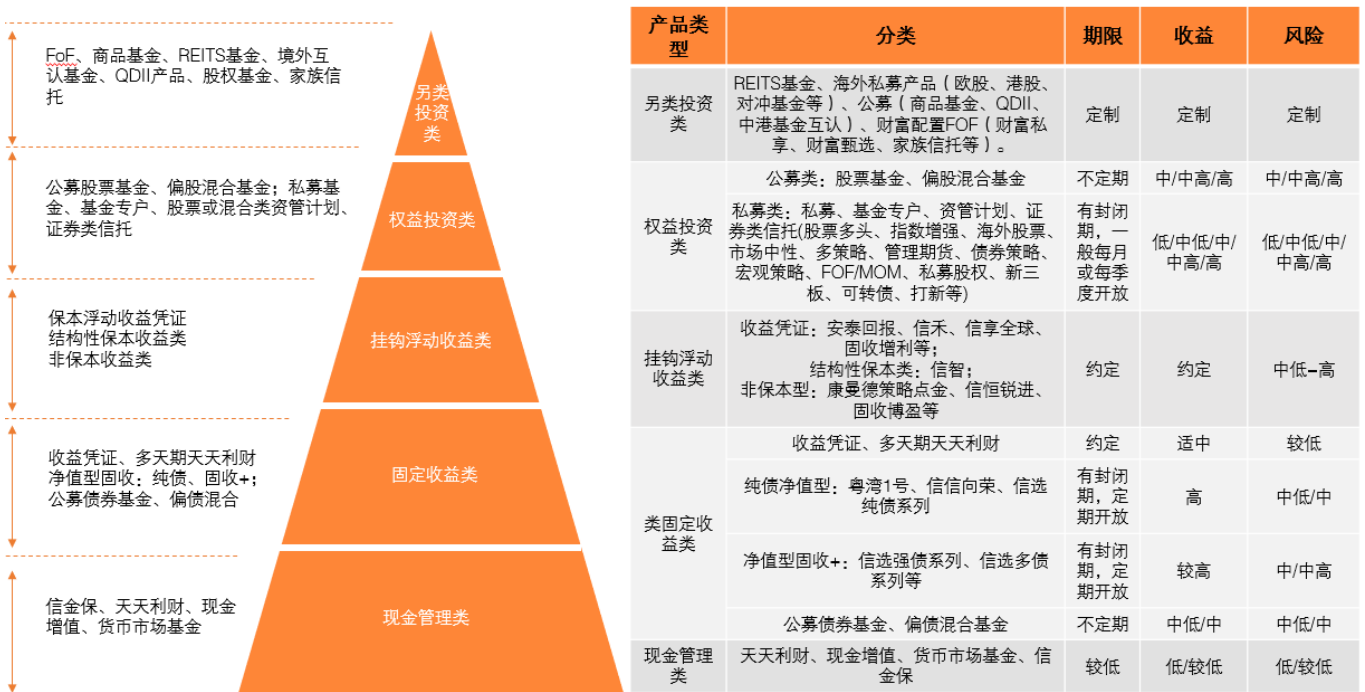 FoF、商品基金、REITS基金、境外互
认基金、QDII产品、股权基金、家族信
托
公募股票基金、偏股混合基金；私募基
金、基金专户、股票或混合类资管计划、
证券类信托
保本浮动收益凭证
结构性保本收益类
非保本收益类
收益凭证、多天期天天利财
净值型固收：纯债、固收+；
公募债券基金、偏债混合
信金保、天天利财、现金
增值、货币市场基金
另类
投资
类
权益投资类
挂钩浮动收益类
固定收益类
现金管理类
产品类
型
分类
期限
收益
风险
另类投资
类
REITS基金、海外私募产品（欧股、港股、
对冲基金等）、公募（商品基金、QDII、
中港基金互认）、财富配置FOF（财富私
享、财富甄选、家族信托等）。
定制
定制
定制
权益投资
类
公募类：股票基金、偏股混合基金
不定期
中/中高/高
中/中高/高
私募类：私募、基金专户、资管计划、证
券类信托(股票多头、指数增强、海外股票、
市场中性、多策略、管理期货、债券策略、
宏观策略、FOF/MOM、私募股权、新三
板、可转债、打新等)
有封闭
期，一
般每月
或每季
度开放
低/中低/中/
中高/高
低/中低/中/
中高/高
挂钩浮动
收益类
收益凭证：安泰回报、信禾、信享全球、
固收增利等；
结构性保本类：信智；
非保本型：康曼德策略点金、信恒锐进、
固收博盈等
约定
约定
中低-高
类固定收
益类
收益凭证、多天期天天利财
约定
适中
较低
纯债净值型：粤湾1号、信信向荣、信选
纯债系列
有封闭
期，定
期开放
高
中低/中
净值型固收+：信选强债系列、信选多债
系列等
有封闭
期，定
期开放
较高
中/中高
公募债券基金、偏债混合基金
不定期
中低/中
中低/中
现金管理
类
天天利财、现金增值、货币市场基金、信
金保
较低
低/较低
低/较低